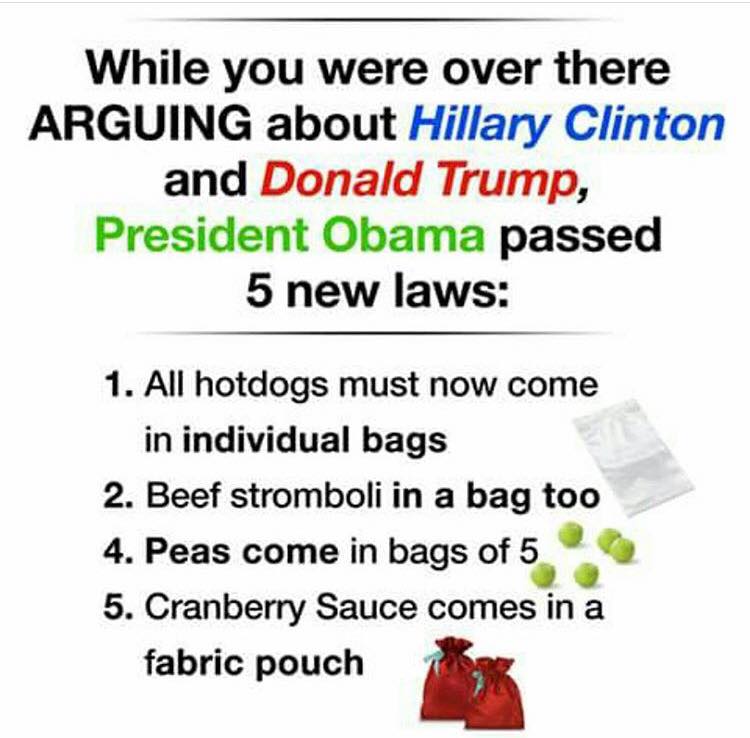 While you were over there
ARGUING about Hillary Clinton
and Donald Trump,
President Obama passed
5 new laws:
1. All hotdogs must now come
in individual bags
2. Beef stromboli in a bag too
4. Peas come in bags of 5
5. Cranberry Sauce comes in a
fabric pouch